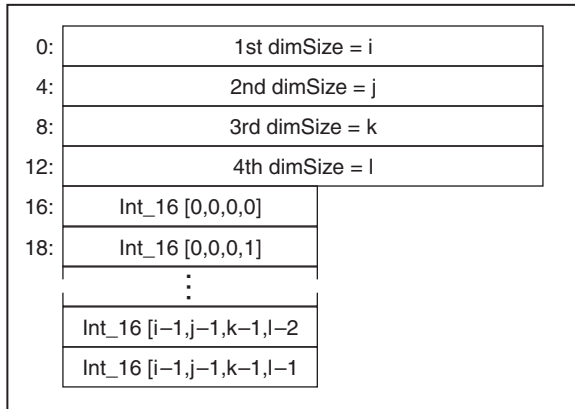 0: 1st dimSize = i
4: 2nd dimSize = j
8: 3rd dimSize = k
12: 4th dimSize = l
16: Int_16 [0,0,0,0]
18: Int_16 [0,0,0,1]
⋮
Int_16 [i–1,j–1,k–1,l–2
Int_16 [i–1,j–1,k–1,l–1